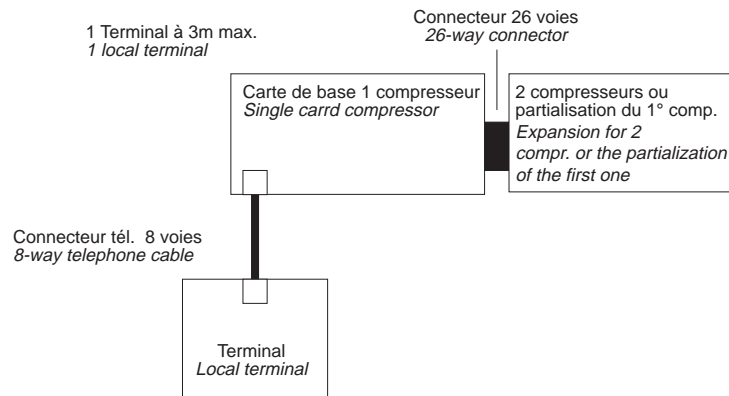 1 Terminal à 3m max.
1 local terminal
Connecteur 26 voies
26-way connector
Carte de base 1 compresseur
Single carrd compressor
2 compresseurs ou
partialisation du 1° comp.
Expansion for 2
compr. or the partialization
of the first one
Connecteur tél. 8 voies
8-way telephone cable
Terminal
Local terminal